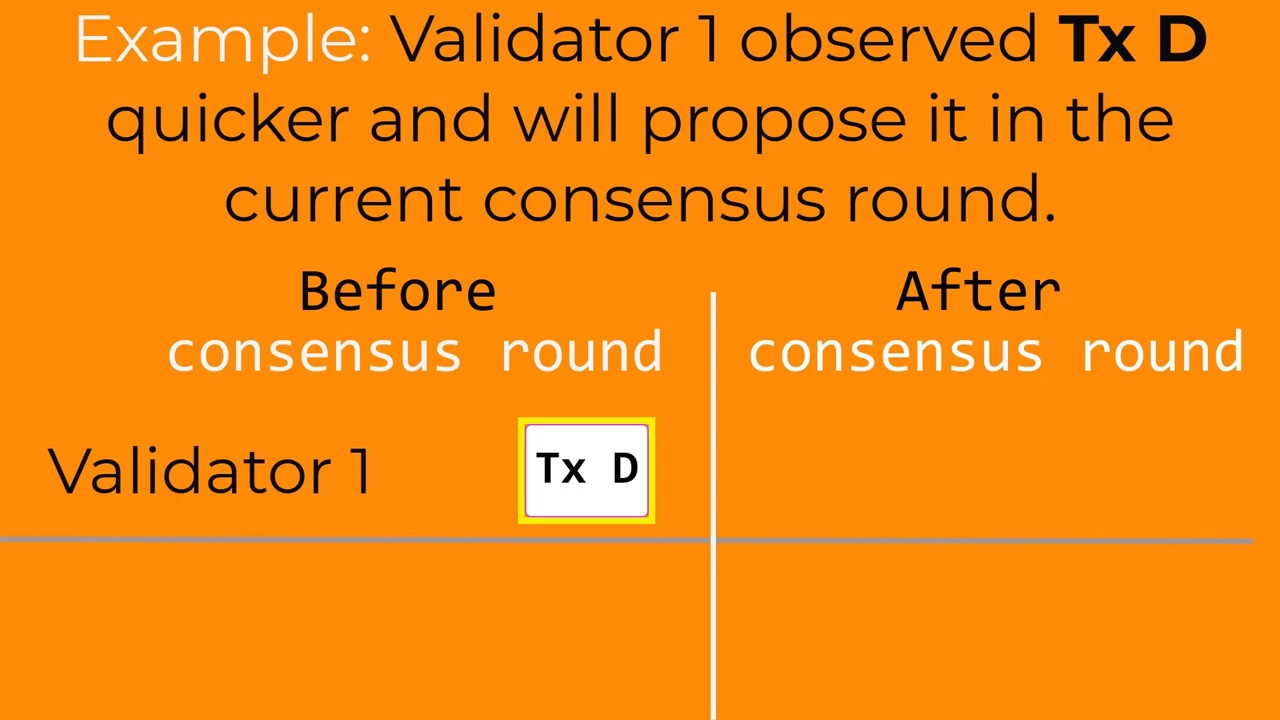 Example: Validator 1 observed Tx D
quicker and will propose it in the
current consensus round.
Before
consensus round
After
consensus round
Validator 1
Tx D